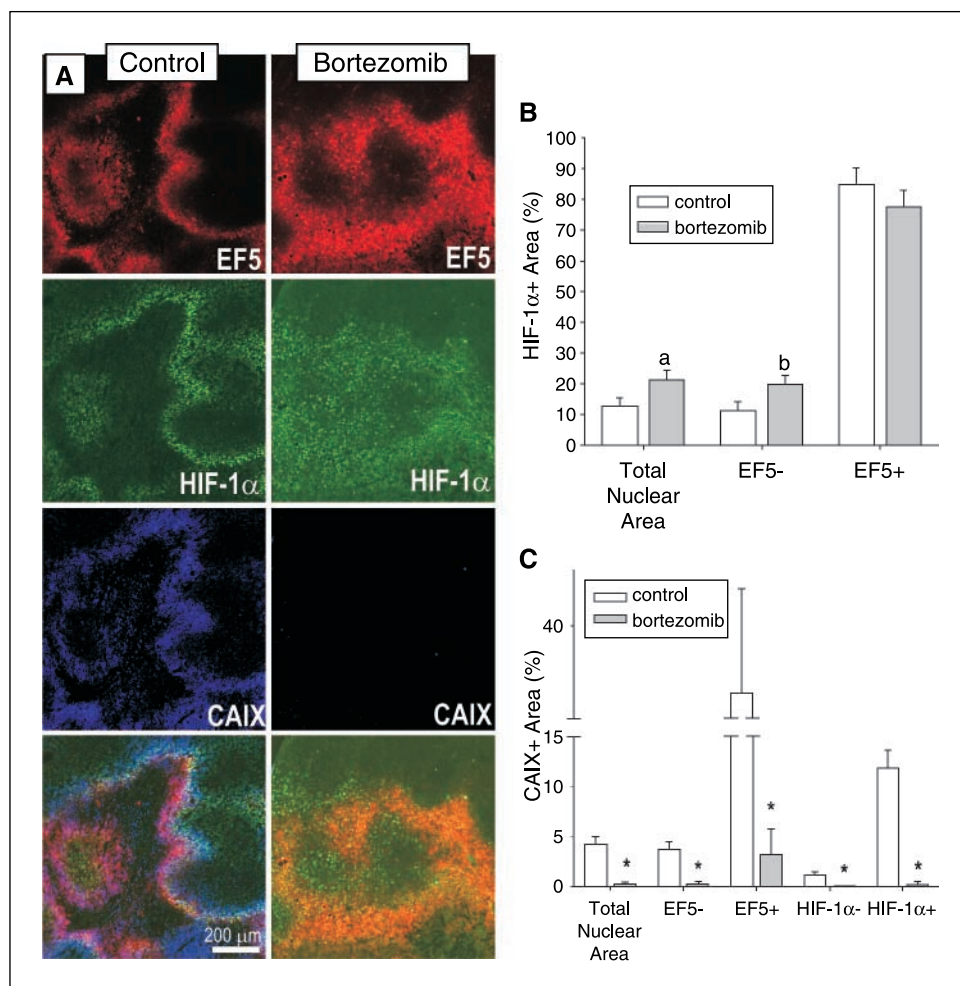 A
Control
Bortezomib
EF5
EF5
HIF-1α
HIF-1α
CAIX
CAIX
200 µm
B
HIF-1α+ Area (%)
100
90
80
70
60
50
40
30
20
10
0
control
bortezomib
a
b
Total
Nuclear
Area
EF5-
EF5+
C
CAIX+ Area (%)
40
15
10
5
0
control
bortezomib
*
*
*
*
*
Total
Nuclear
Area
EF5-
EF5+
HIF-1α-
HIF-1α+